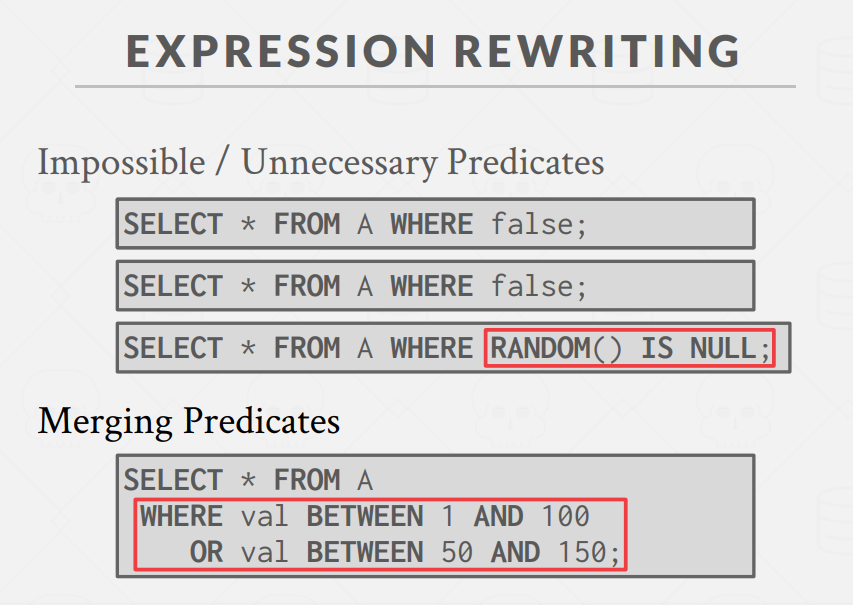 EXPRESSION REWRITING
Impossible / Unnecessary Predicates
SELECT * FROM A WHERE false;
SELECT * FROM A WHERE false;
SELECT * FROM A WHERE RANDOM() IS NULL;
Merging Predicates
SELECT * FROM A
WHERE val BETWEEN 1 AND 100
OR val BETWEEN 50 AND 150;